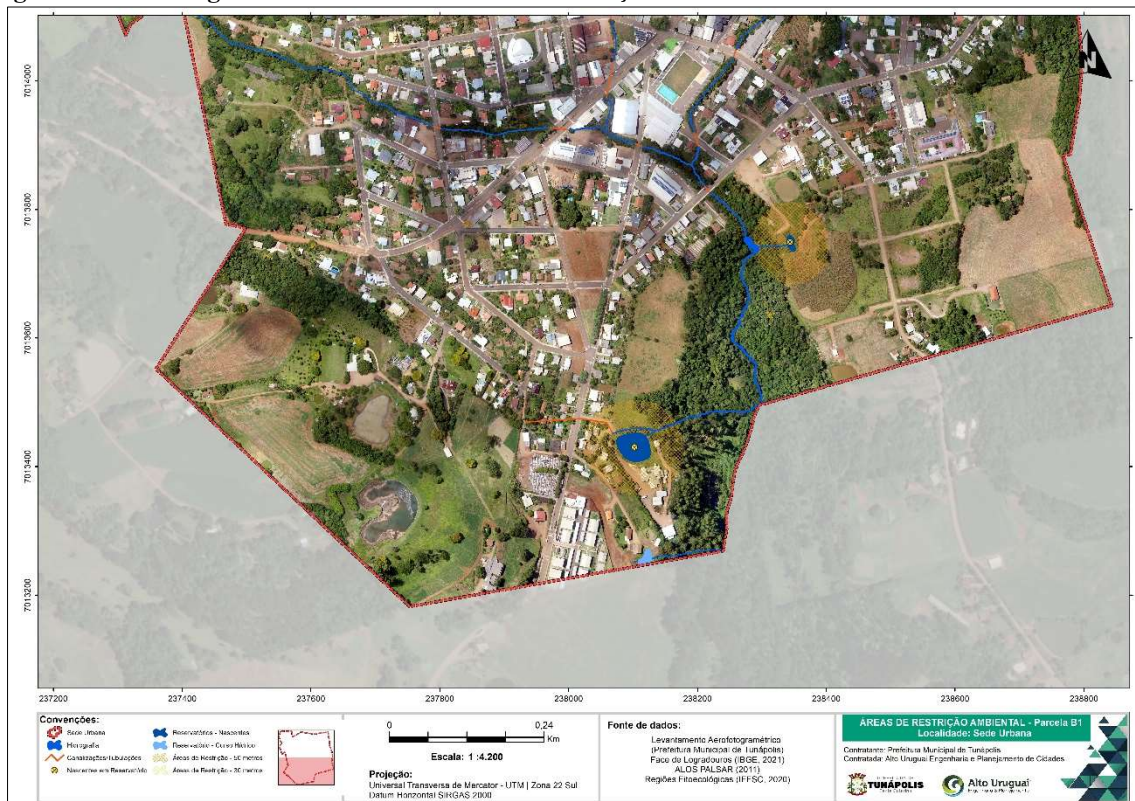 7014000
7013800
7013600
7013400
7013200
237200 237400 237600 237800 238000 238200 238400 238600 238800
N
Convenções:
Sede Urbana
Hidrografia
Canalizações/Tubulações
Nascente em Reservatório
Reservatórios - Nascentes
Reservatório - Curso Hídrico
Áreas de Restrição - 50 metros
Áreas de Restrição - 30 metros
0 0,24
Km
Escala: 1:4.200
Projeção:
Universal Transversa de Mercator - UTM | Zona 22 Sul
Datum Horizontal SIRGAS 2000
Fonte de dados:
Levantamento Aerofotogramétrico
(Prefeitura Municipal de Tunápolis)
Face de Logradouros (IBGE, 2021)
ALOS PALSAR (2011)
Regiões Fitoecológicas (IFFSC, 2020)
ÁREAS DE RESTRIÇÃO AMBIENTAL - Parcela B1
Localidade: Sede Urbana
Contratante: Prefeitura Municipal de Tunápolis
Contratada: Alto Uruguai Engenharia e Planejamento de Cidades
TUNÁPOLIS
Alto Uruguai